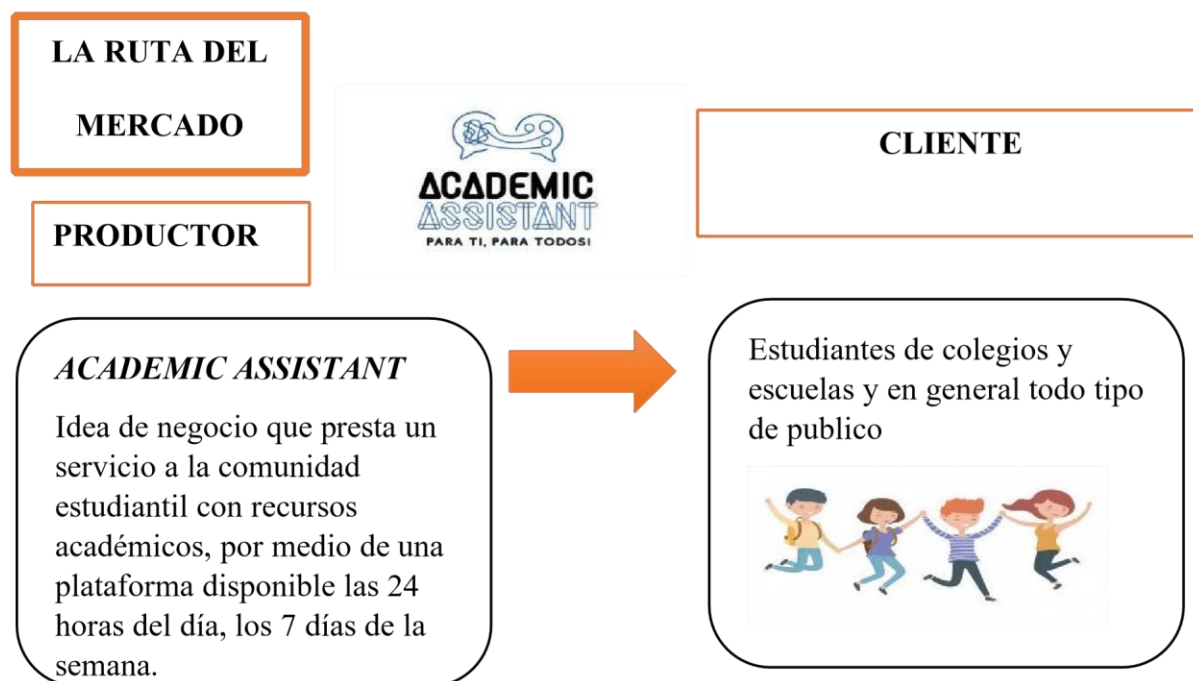 LA RUTA DEL
MERCADO
PRODUCTOR
ACADEMIC
ASSISTANT
PARA TI, PARA TODOS!
CLIENTE
ACADEMIC ASSISTANT
Idea de negocio que presta un
servicio a la comunidad
estudiantil con recursos
académicos, por medio de una
plataforma disponible las 24
horas del día, los 7 días de la
semana.
Estudiantes de colegios y
escuelas y en general todo tipo
de publico